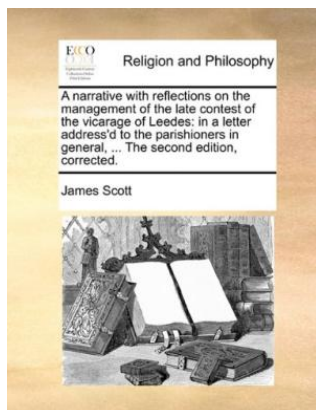 ECCO
Religion and Philosophy
A narrative with reflections on the
management of the late contest of
the vicarage of Leedes: in a letter
address'd to the parishioners in
general, ... The second edition,
corrected.
James Scott